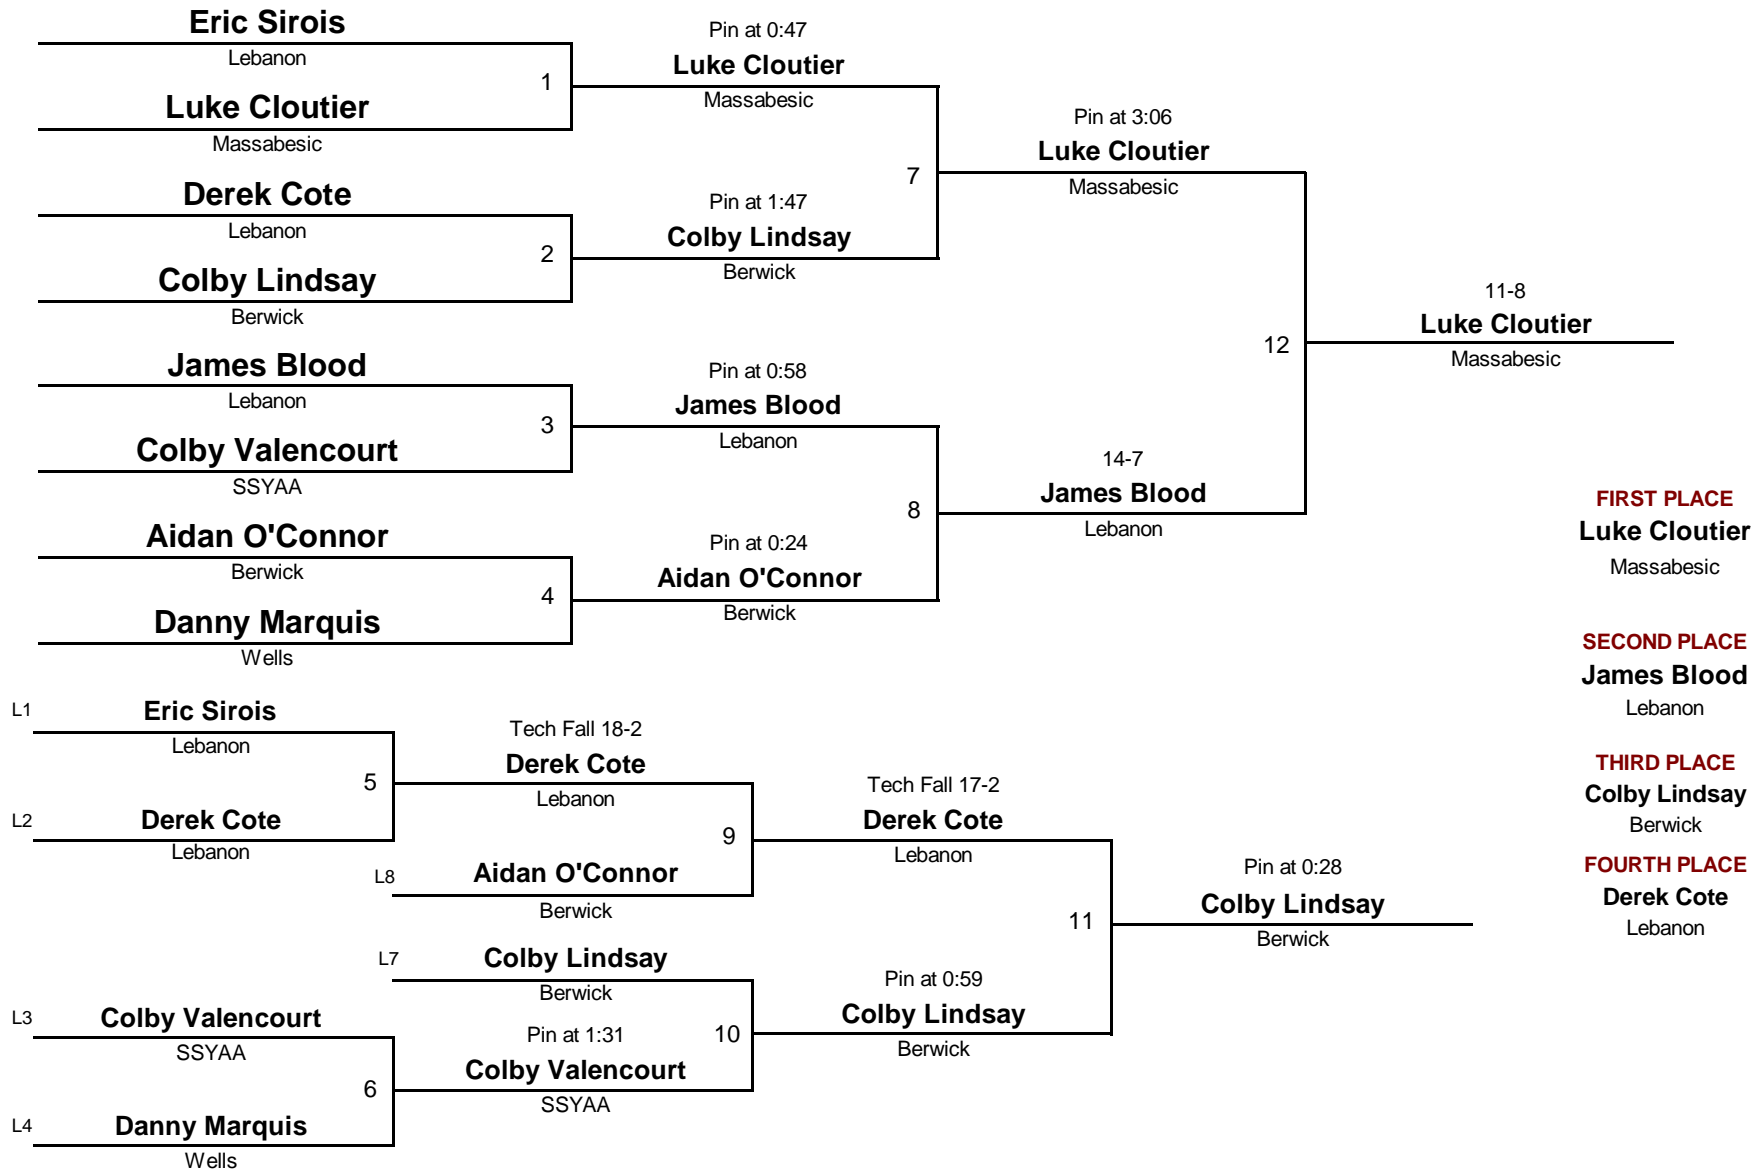 Eric Sirois
Lebanon
1
Luke Cloutier
Massabesic
Pin at 0:47
Luke Cloutier
Massabesic
Derek Cote
Lebanon
2
Colby Lindsay
Berwick
Pin at 1:47
Colby Lindsay
Berwick
7
Pin at 3:06
Luke Cloutier
Massabesic
James Blood
Lebanon
3
Colby Valencourt
SSYAA
Pin at 0:58
James Blood
Lebanon
Aidan O'Connor
Berwick
4
Danny Marquis
Wells
Pin at 0:24
Aidan O'Connor
Berwick
8
14-7
James Blood
Lebanon
12
11-8
Luke Cloutier
Massabesic
FIRST PLACE
Luke Cloutier
Massabesic
SECOND PLACE
James Blood
Lebanon
THIRD PLACE
Colby Lindsay
Berwick
FOURTH PLACE
Derek Cote
Lebanon
L1
Eric Sirois
Lebanon
5
L2
Derek Cote
Lebanon
Tech Fall 18-2
Derek Cote
Lebanon
9
L8
Aidan O'Connor
Berwick
Tech Fall 17-2
Derek Cote
Lebanon
L7
Colby Lindsay
Berwick
L3
Colby Valencourt
SSYAA
6
L4
Danny Marquis
Wells
Pin at 1:31
Colby Valencourt
SSYAA
10
Pin at 0:59
Colby Lindsay
Berwick
11
Pin at 0:28
Colby Lindsay
Berwick